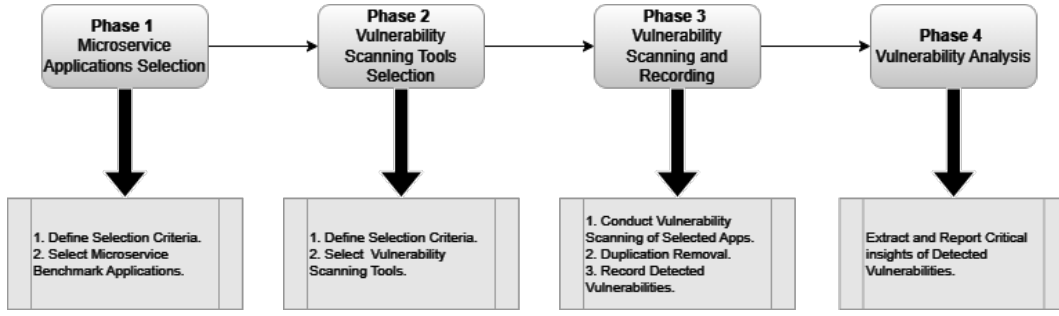 Phase 1
Microservice
Applications Selection
Phase 2
Vulnerability
Scanning Tools
Selection
Phase 3
Vulnerability
Scanning and
Recording
Phase 4
Vulnerability Analysis
1. Define Selection Criteria.
2. Select Microservice
Benchmark Applications.
1. Define Selection Criteria.
2. Select Vulnerability
Scanning Tools.
1. Conduct Vulnerability
Scanning of Selected Apps.
2. Duplication Removal.
3. Record Detected
Vulnerabilities.
Extract and Report Critical
insights of Detected
Vulnerabilities.